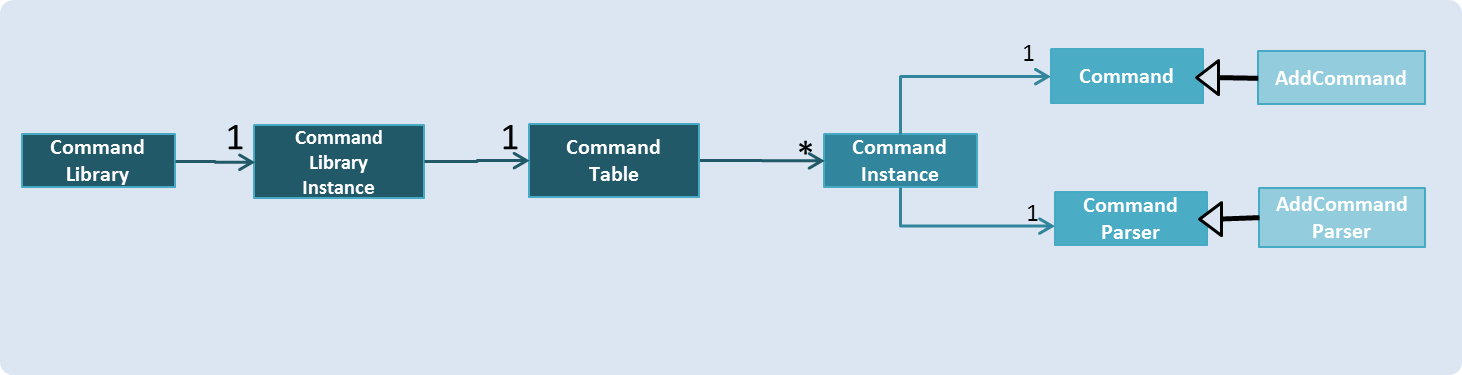 Command
Library
1
Command
Library
Instance
1
Command
Table
*
Command
Instance
1
Command
AddCommand
1
Command
Parser
AddCommand
Parser